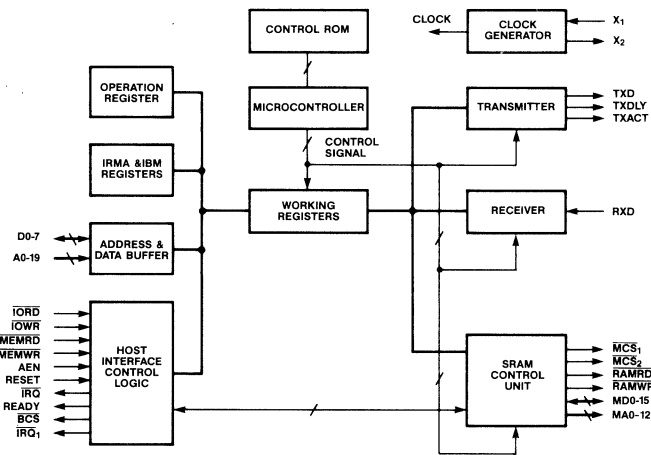 CONTROL ROM
CLOCK
CLOCK
GENERATOR
X1
X2
OPERATION
REGISTER
MICROCONTROLLER
TRANSMITTER
TXD
TXDLY
TXACT
CONTROL
SIGNAL
IRMA &IBM
REGISTERS
WORKING
REGISTERS
RECEIVER
RXD
D0-7
A0-19
ADDRESS &
DATA BUFFER
IORD
IOWR
MEMRD
MEMWR
AEN
RESET
IRQ
READY
BCS
IRQ1
HOST
INTERFACE
CONTROL
LOGIC
SRAM
CONTROL
UNIT
MCS1
MCS2
RAMRD
RAMWR
MD0-15
MA0-12